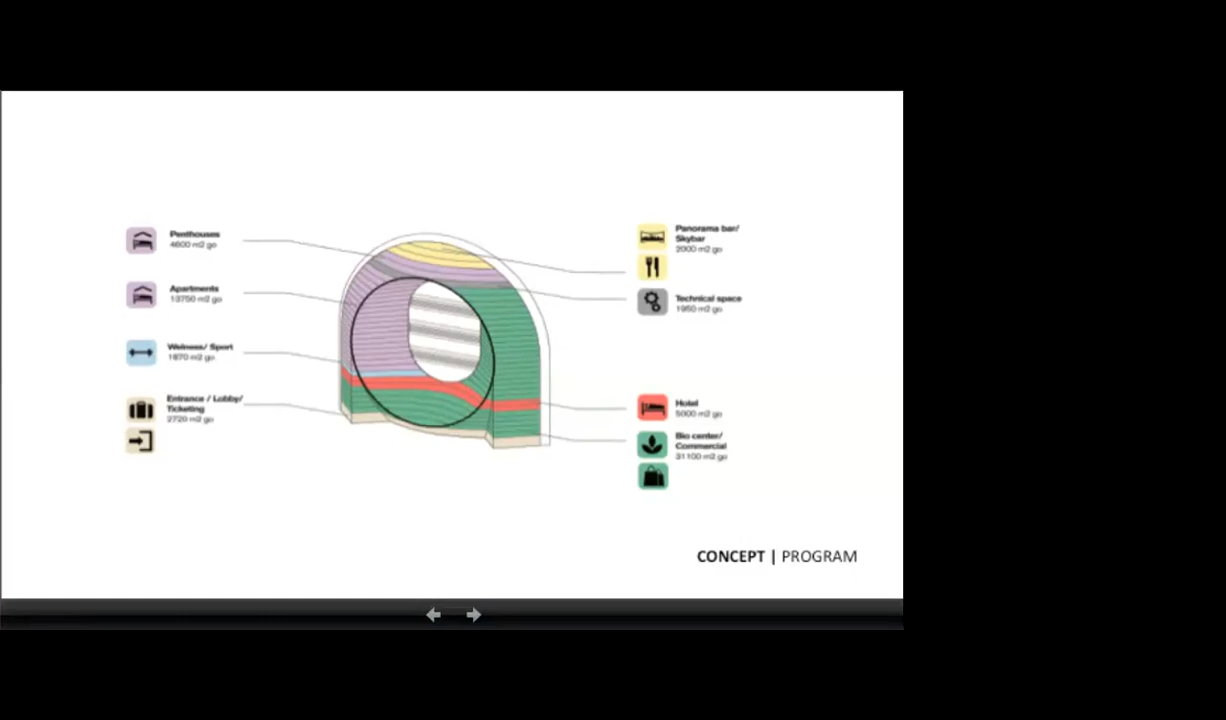 Penthouses
4600 m2 go
Apartments
13750 m2 go
Welness/ Sport
1870 m2 go
Entrance / Lobby/
Ticketing
2720 m2 go
Panorama bar/
Skybar
2000 m2 go
Technical space
1950 m2 go
Hotel
5000 m2 go
Bio center/
Commercial
31100 m2 go
CONCEPT | PROGRAM